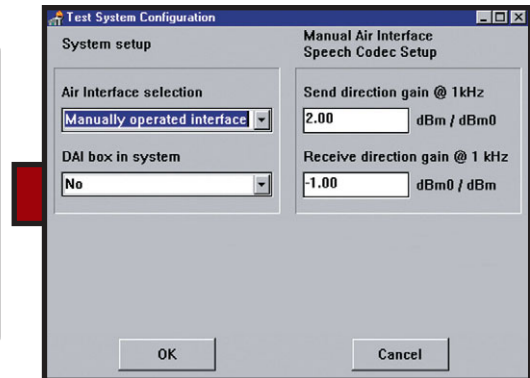 Test System Configuration
System setup
Air Interface selection
Manually operated interface
DAI box in system
No
Manual Air Interface
Speech Codec Setup
Send direction gain @ 1kHz
2.00 dBm / dBm0
Receive direction gain @ 1 kHz
-1.00 dBm0 / dBm
OK
Cancel